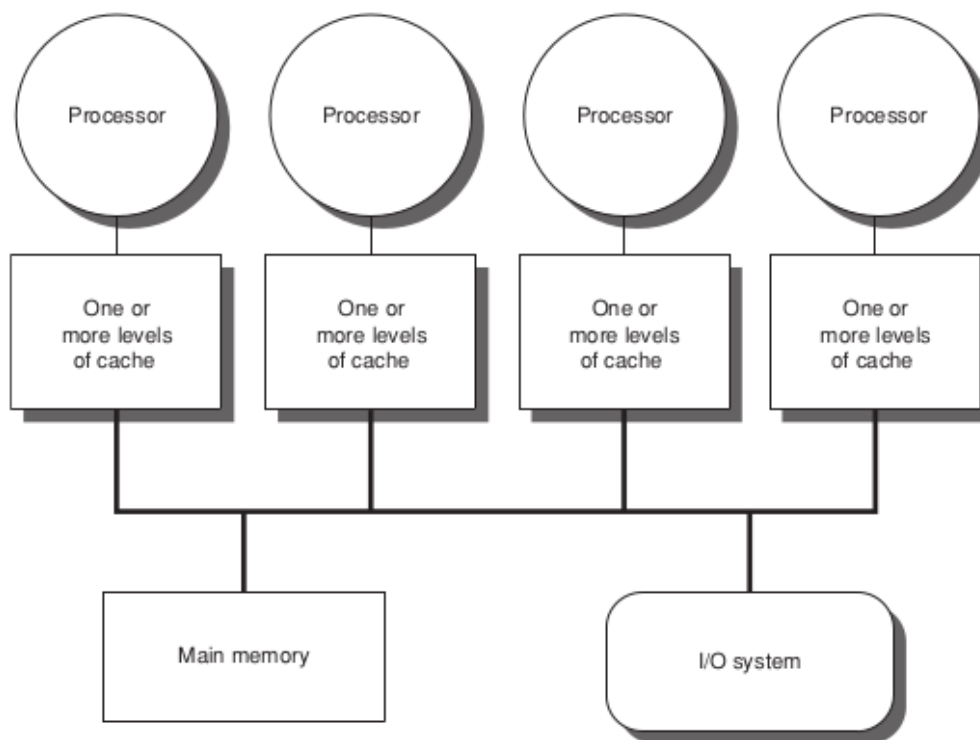 Processor
Processor
Processor
Processor
One or
more levels
of cache
One or
more levels
of cache
One or
more levels
of cache
One or
more levels
of cache
Main memory
I/O system